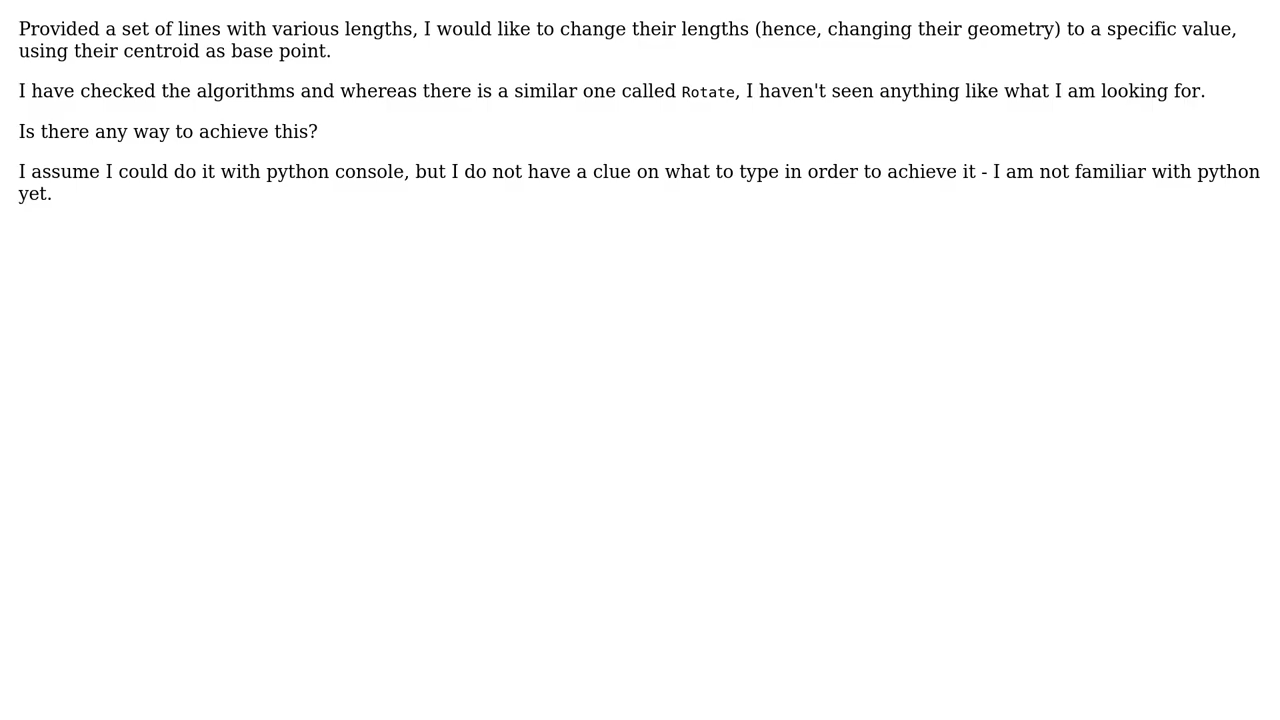 Provided a set of lines with various lengths, I would like to change their lengths (hence, changing their geometry) to a specific value,
using their centroid as base point.
I have checked the algorithms and whereas there is a similar one called Rotate, I haven't seen anything like what I am looking for.
Is there any way to achieve this?
I assume I could do it with python console, but I do not have a clue on what to type in order to achieve it - I am not familiar with python
yet.